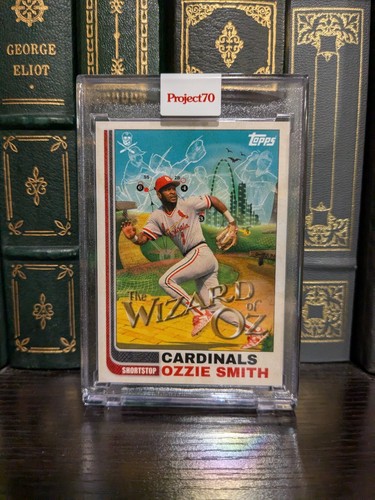 GEORGE
ELIOT
Project70
topps
The
WIZARD
of
OZ
CARDINALS
SHORTSTOP
OZZIE SMITH